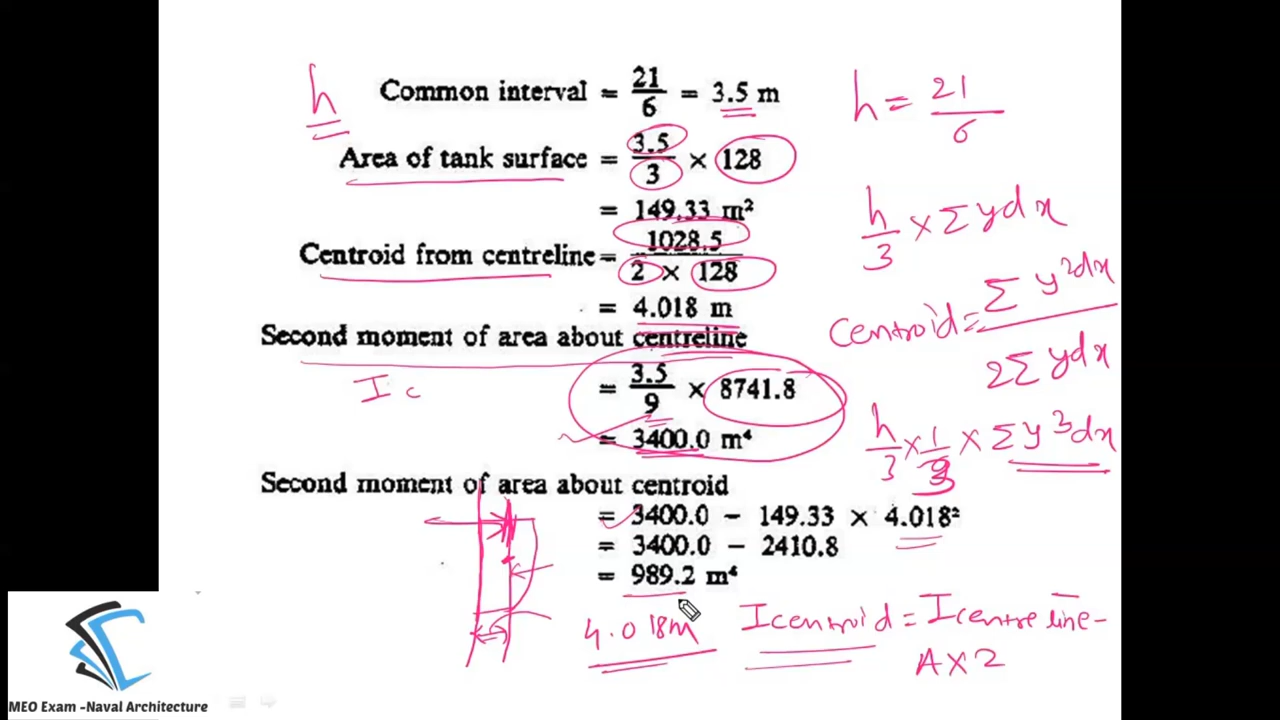 h
Common interval = 21/6 = 3.5 m
h = 21/6
Area of tank surface = 3.5/3 × 128
= 149.33 m²
h/3 × Σ y dx
Centroid from centreline = 1028.5/(2 × 128)
= 4.018 m
Centroid = Σ y²dx / 2Σ y dx
Second moment of area about centreline
I c
= 3.5/9 × 8741.8
= 3400.0 m⁴
h/3 × 1/3 × Σ y³dx
Second moment of area about centroid
= 3400.0 − 149.33 × 4.018²
= 3400.0 − 2410.8
= 989.2 m⁴
4.018m
Icentroid = Icentre line −
A × 2
MEO Exam -Naval Architecture